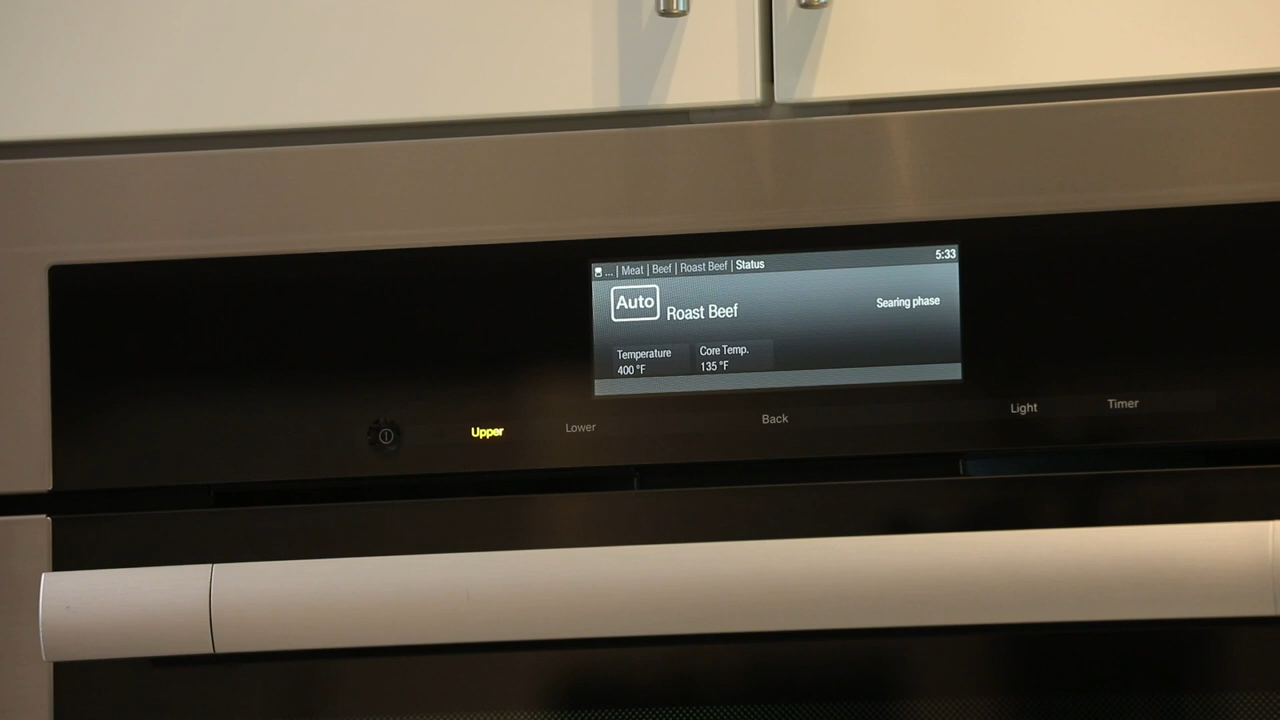 ... | Meat | Beef | Roast Beef | Status 5:33
Auto Roast Beef Searing phase
Temperature Core Temp.
400 °F 135 °F
Upper Lower Back Light Timer